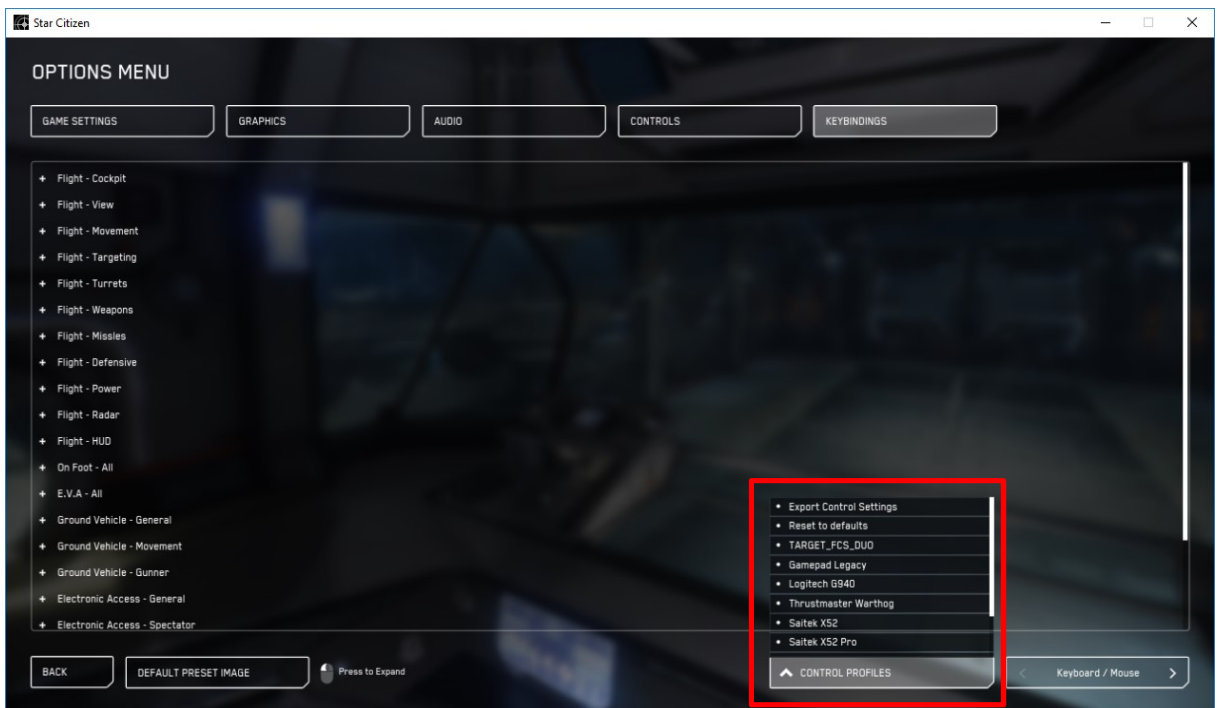 Star Citizen
OPTIONS MENU
GAME SETTINGS
GRAPHICS
AUDIO
CONTROLS
KEYBINDINGS
+ Flight - Cockpit
+ Flight - View
+ Flight - Movement
+ Flight - Targeting
+ Flight - Turrets
+ Flight - Weapons
+ Flight - Missles
+ Flight - Defensive
+ Flight - Power
+ Flight - Radar
+ Flight - HUD
+ On Foot - All
+ E.V.A - All
+ Ground Vehicle - General
+ Ground Vehicle - Movement
+ Ground Vehicle - Gunner
+ Electronic Access - General
+ Electronic Access - Spectator
• Export Control Settings
• Reset to defaults
• TARGET_FCS_DUO
• Gamepad Legacy
• Logitech G940
• Thrustmaster Warthog
• Saitek X52
• Saitek X52 Pro
BACK
DEFAULT PRESET IMAGE
Press to Expand
CONTROL PROFILES
< Keyboard / Mouse >